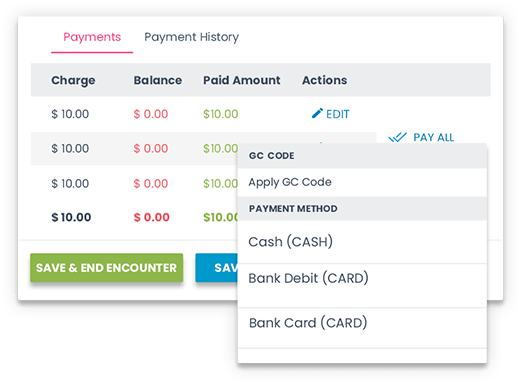 Payments Payment History
Charge Balance Paid Amount Actions
$ 10.00 $ 0.00 $10.00 EDIT
$ 10.00 $ 0.00 $10.00
PAY ALL
$ 10.00 $ 0.00 $10.00
$ 10.00 $ 0.00 $10.00
SAVE & END ENCOUNTER
GC CODE
Apply GC Code
PAYMENT METHOD
Cash (CASH)
Bank Debit (CARD)
Bank Card (CARD)